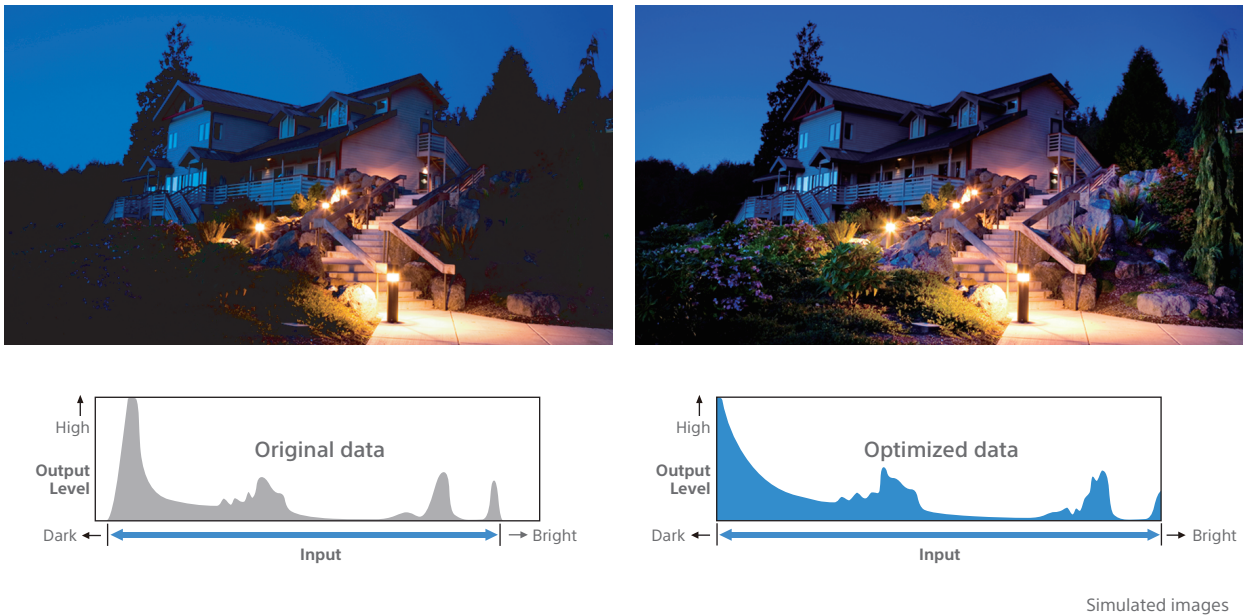 High
Original data
Output
Level
Dark
Bright
Input
High
Optimized data
Output
Level
Dark
Bright
Input
Simulated images